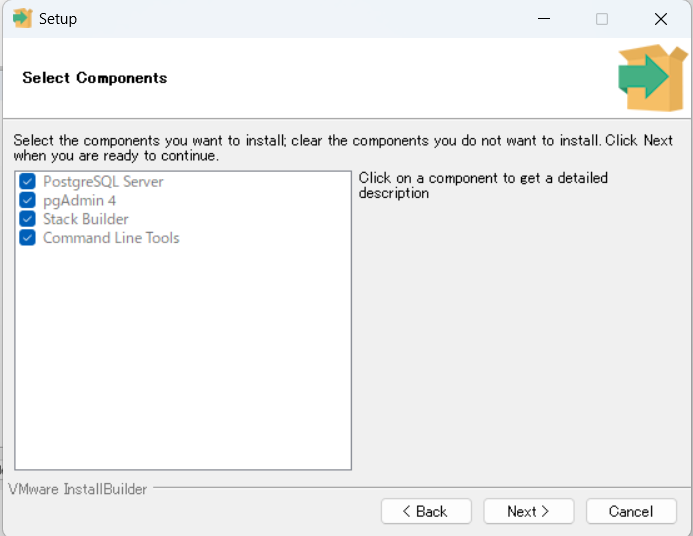 Setup
Select Components
Select the components you want to install; clear the components you do not want to install. Click Next
when you are ready to continue.
PostgreSQL Server
pgAdmin 4
Stack Builder
Command Line Tools
Click on a component to get a detailed
description
VMware InstallBuilder
< Back
Next >
Cancel